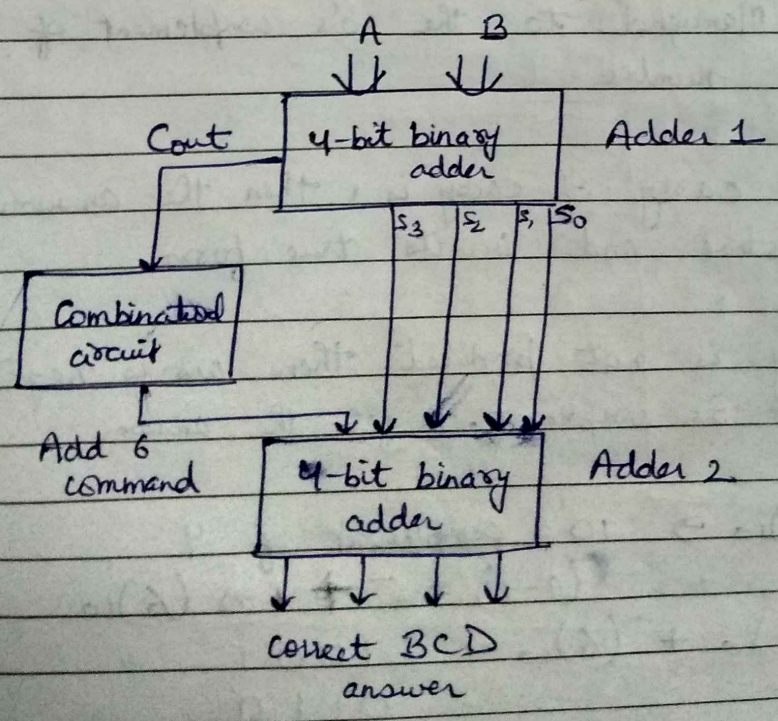 A B
Cout
4-bit binary
adder
Adder 1
S3 S2 S1 S0
Combinational
circuit
Add 6
command
4-bit binary
adder
Adder 2
correct BCD
answer